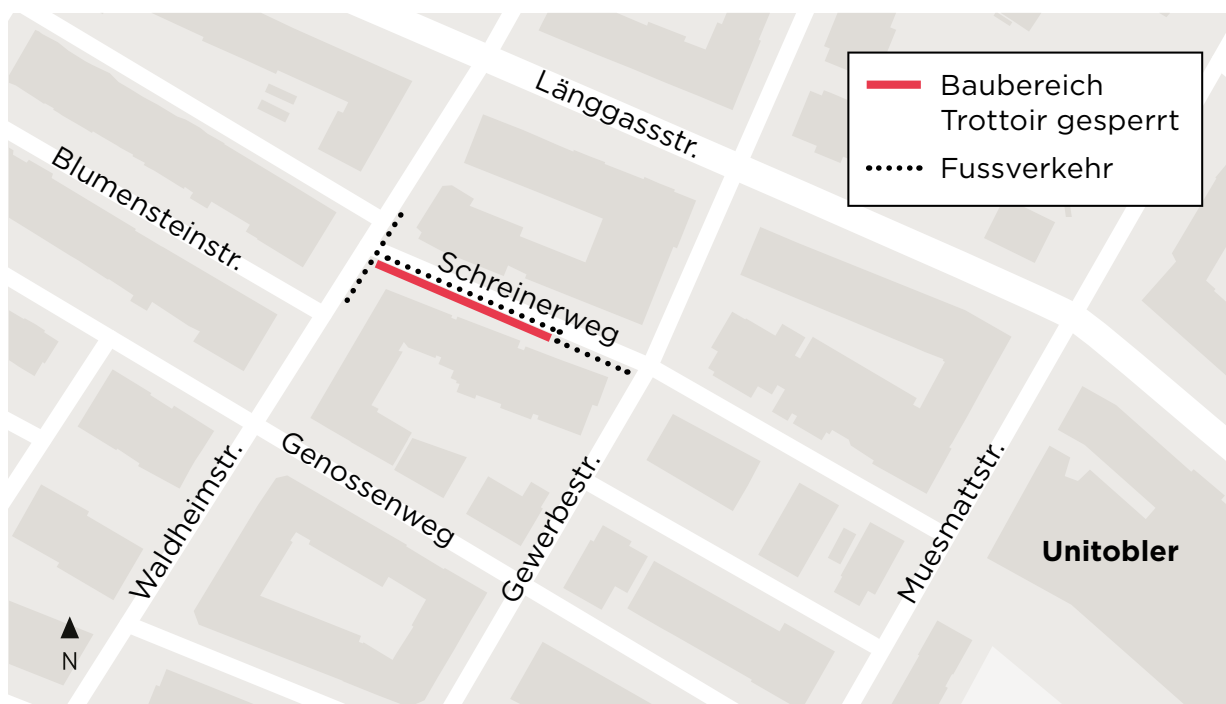 Baubereich
Trottoir gesperrt
Fussverkehr
Länggassstr.
Blumensteinstr.
Schreinerweg
Genossenweg
Waldheimstr.
Gewerbestr.
Muesmattstr.
Unitobler
N